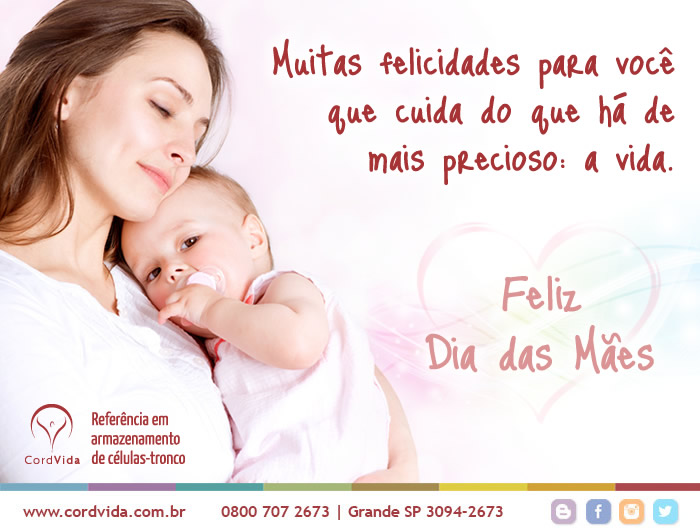 Muitas felicidades para você
que cuida do que há de
mais precioso: a vida.
Feliz
Dia das Mães
CordVida
Referência em
armazenamento
de células-tronco
www.cordvida.com.br
0800 707 2673 | Grande SP 3094-2673